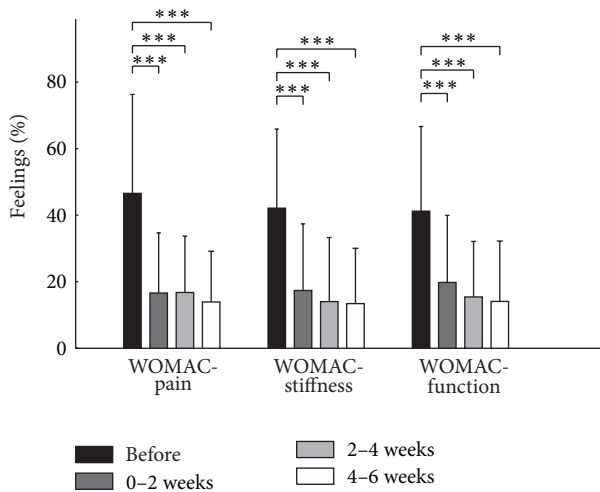 Feelings (%)
80
60
40
20
0
***
***
***
***
***
***
***
***
***
WOMAC-
pain
WOMAC-
stiffness
WOMAC-
function
Before
0–2 weeks
2–4 weeks
4–6 weeks